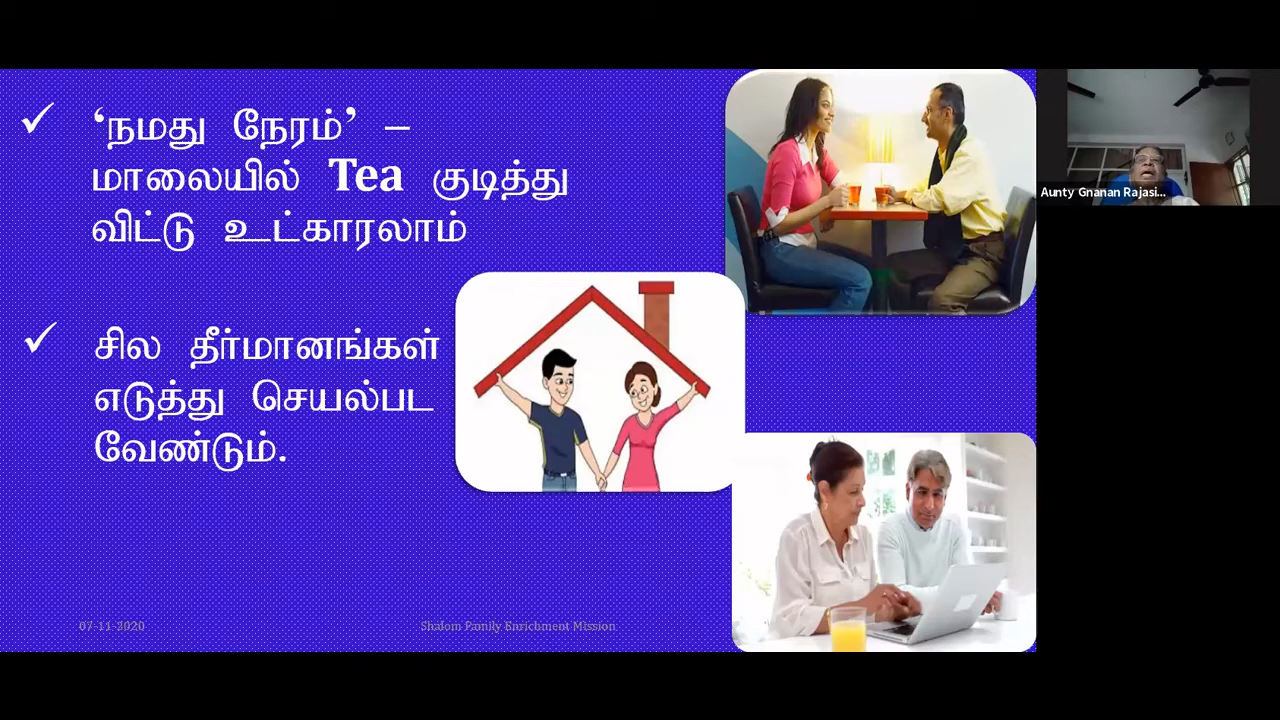 ‘நமது நேரம்’ –
மாலையில் Tea குடித்து
விட்டு உட்காரலாம்
சில தீர்மானங்கள்
எடுத்து செயல்பட
வேண்டும்.
07-11-2020
Shalom Family Enrichment Mission
Aunty Gnanan Rajasi...